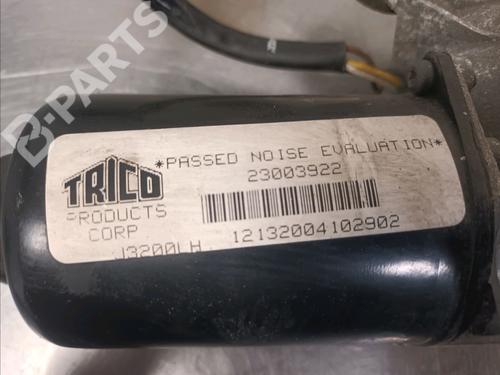 B-PARTS
TRICO
PRODUCTS
CORP
*PASSED NOISE EVALUATION*
23003922
J3200LH
12132004102902